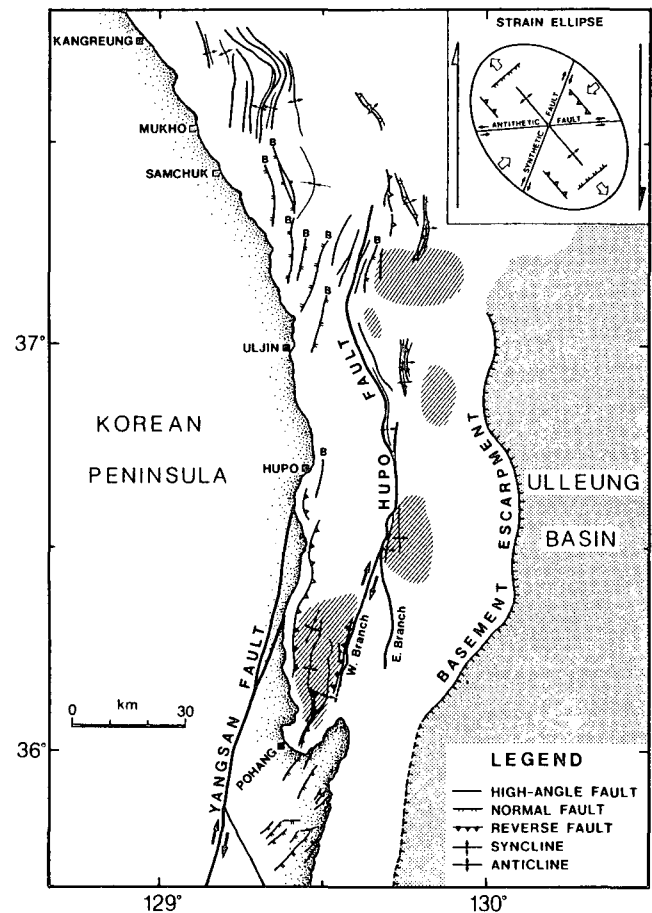 STRAIN ELLIPSE
ANTITHETIC FAULT
SYNTHETIC FAULT
KANGREUNG
MUKHO
SAMCHUK
B
B
B
B
B
B
B
37°
ULJIN
FAULT
HUPO
KOREAN
PENINSULA
HUPO
B
ULLEUNG
BASIN
BASEMENT ESCARPMENT
W. Branch
E. Branch
YANGSAN FAULT
0 km 30
36°
POHANG
LEGEND
HIGH-ANGLE FAULT
NORMAL FAULT
REVERSE FAULT
SYNCLINE
ANTICLINE
129°
130°